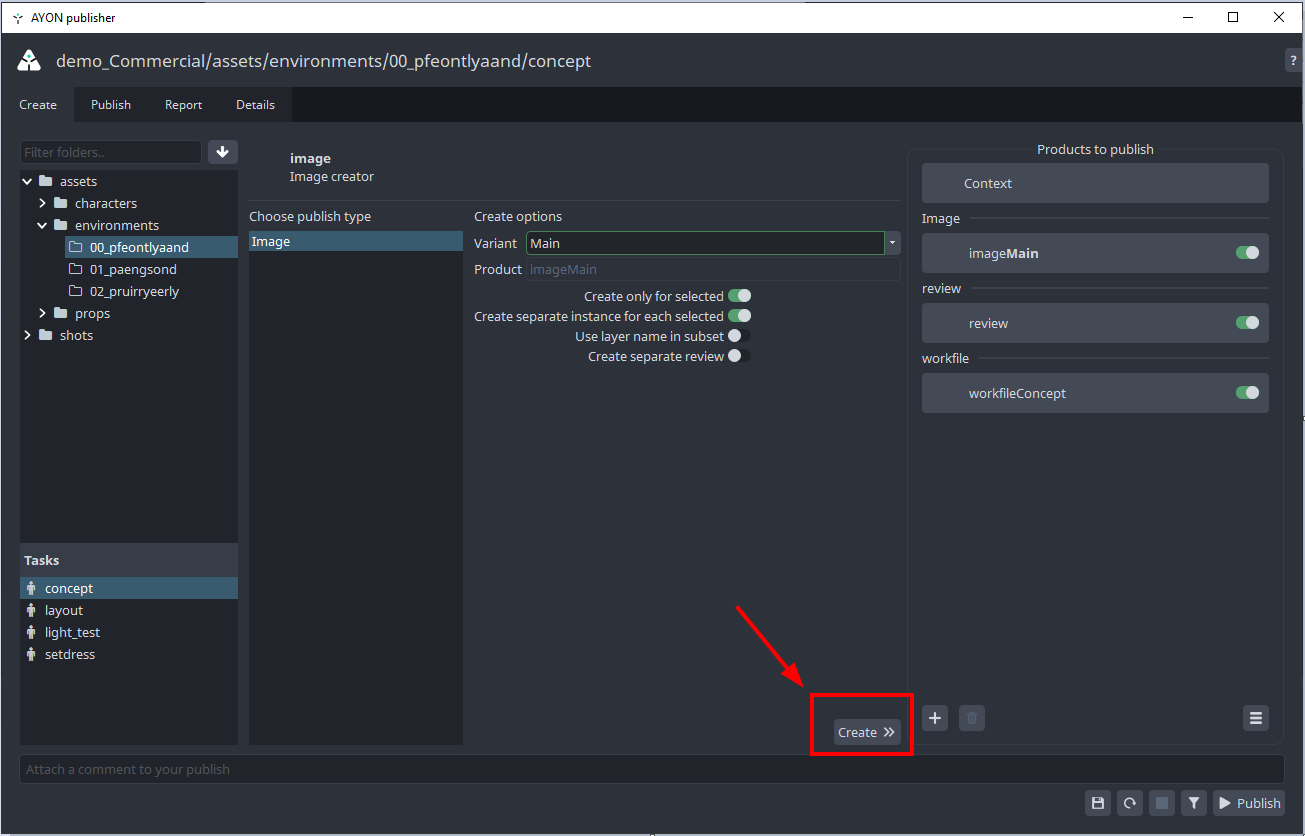 AYON publisher
demo_Commercial/assets/environments/00_pfeontlyaand/concept
?
Create Publish Report Details
Filter folders..
assets
characters
environments
00_pfeontlyaand
01_paengsond
02_pruirryeerly
props
shots
Tasks
concept
layout
light_test
setdress
image
Image creator
Choose publish type
Image
Create options
Variant Main
Product imageMain
Create only for selected
Create separate instance for each selected
Use layer name in subset
Create separate review
Create
Products to publish
Context
Image
imageMain
review
review
workfile
workfileConcept
Attach a comment to your publish
Publish